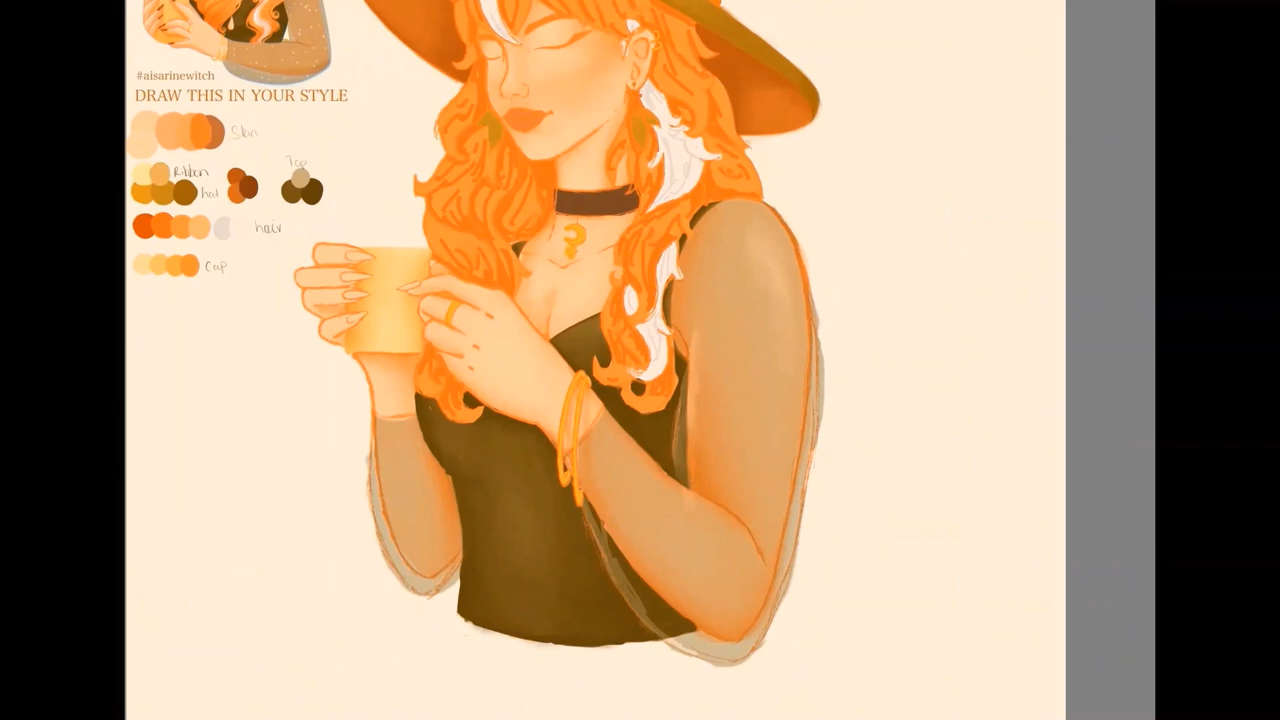 #aisarinewitch
DRAW THIS IN YOUR STYLE
Skin
Top
Ribbon
hat
hair
Cup